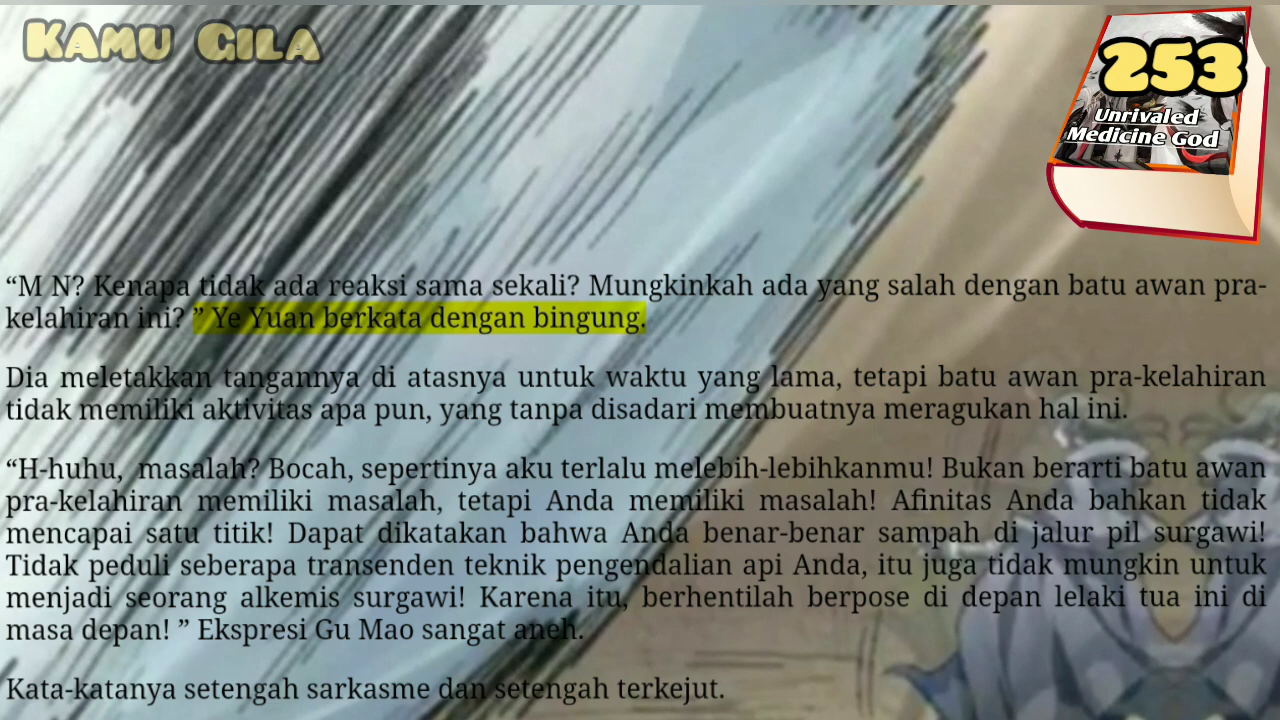 Kamu Gila
253
Unrivaled
Medicine God
“M N? Kenapa tidak ada reaksi sama sekali? Mungkinkah ada yang salah dengan batu awan pra-
kelahiran ini? ” Ye Yuan berkata dengan bingung.
Dia meletakkan tangannya di atasnya untuk waktu yang lama, tetapi batu awan pra-kelahiran
tidak memiliki aktivitas apa pun, yang tanpa disadari membuatnya meragukan hal ini.
“H-huhu,  masalah? Bocah, sepertinya aku terlalu melebih-lebihkanmu! Bukan berarti batu awan
pra-kelahiran memiliki masalah, tetapi Anda memiliki masalah! Afinitas Anda bahkan tidak
mencapai satu titik! Dapat dikatakan bahwa Anda benar-benar sampah di jalur pil surgawi!
Tidak peduli seberapa transenden teknik pengendalian api Anda, itu juga tidak mungkin untuk
menjadi seorang alkemis surgawi! Karena itu, berhentilah berpose di depan lelaki tua ini di
masa depan! ” Ekspresi Gu Mao sangat aneh.
Kata-katanya setengah sarkasme dan setengah terkejut.